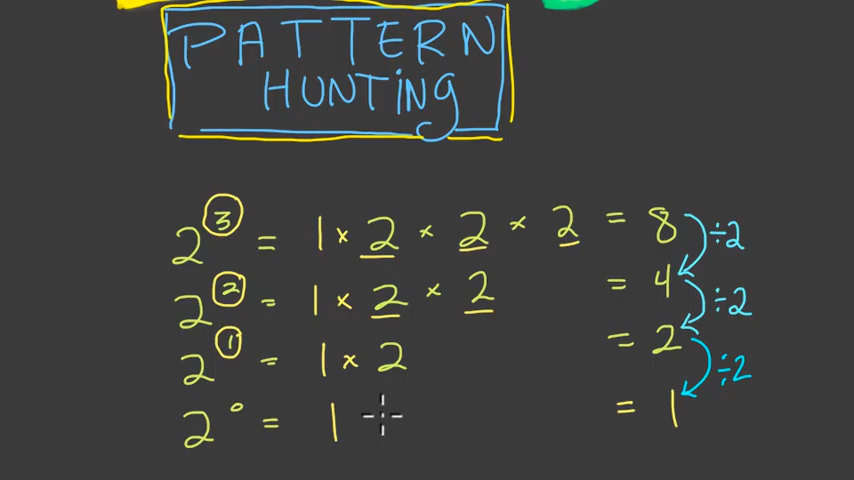 PATTERN
HUNTING
2³ = 1 × 2 × 2 × 2 = 8 ÷2
2² = 1 × 2 × 2 = 4 ÷2
2¹ = 1 × 2 = 2 ÷2
2⁰ = 1 = 1